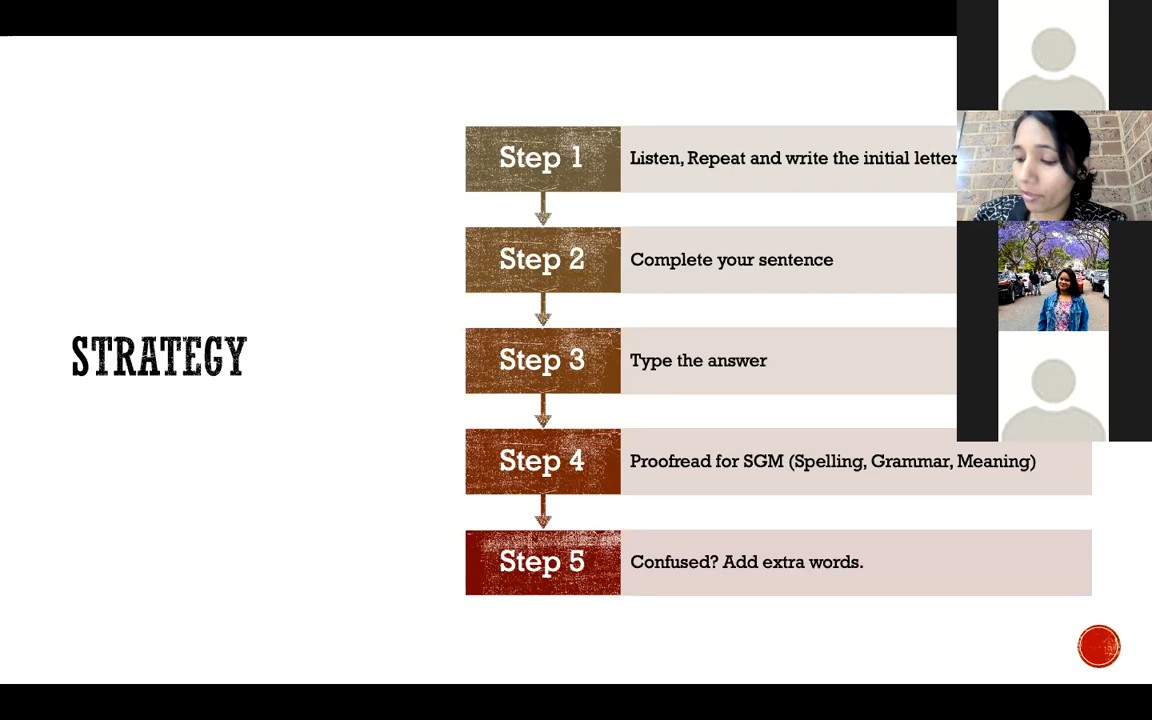 STRATEGY
Step 1
Listen, Repeat and write the initial letter
Step 2
Complete your sentence
Step 3
Type the answer
Step 4
Proofread for SGM (Spelling, Grammar, Meaning)
Step 5
Confused? Add extra words.